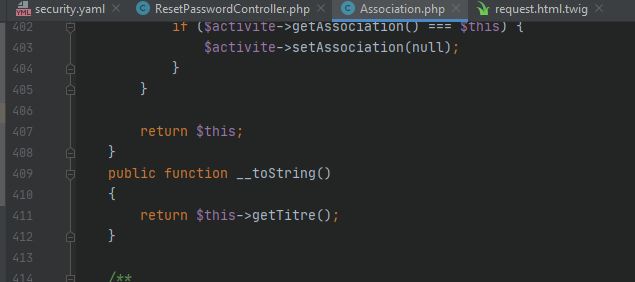 security.yaml ResetPasswordController.php Association.php request.html.twig
402 if ($activite->getAssociation() === $this) {
403 $activite->setAssociation(null);
404 }
405 }
406
407 return $this;
408 }
409 public function __toString()
410 {
411 return $this->getTitre();
412 }
413
414 /**